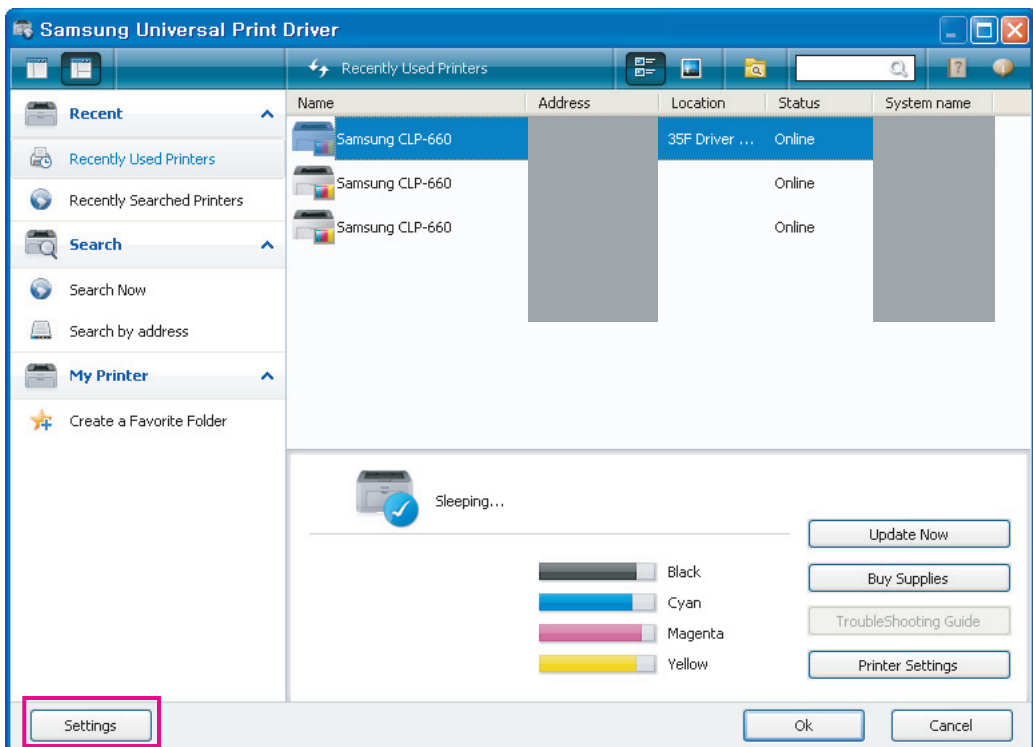 Samsung Universal Print Driver
Recently Used Printers
Recent
Recently Used Printers
Recently Searched Printers
Search
Search Now
Search by address
My Printer
Create a Favorite Folder
Name Address Location Status System name
Samsung CLP-660 35F Driver ... Online
Samsung CLP-660 Online
Samsung CLP-660 Online
Sleeping...
Black
Cyan
Magenta
Yellow
Update Now
Buy Supplies
TroubleShooting Guide
Printer Settings
Settings
Ok
Cancel